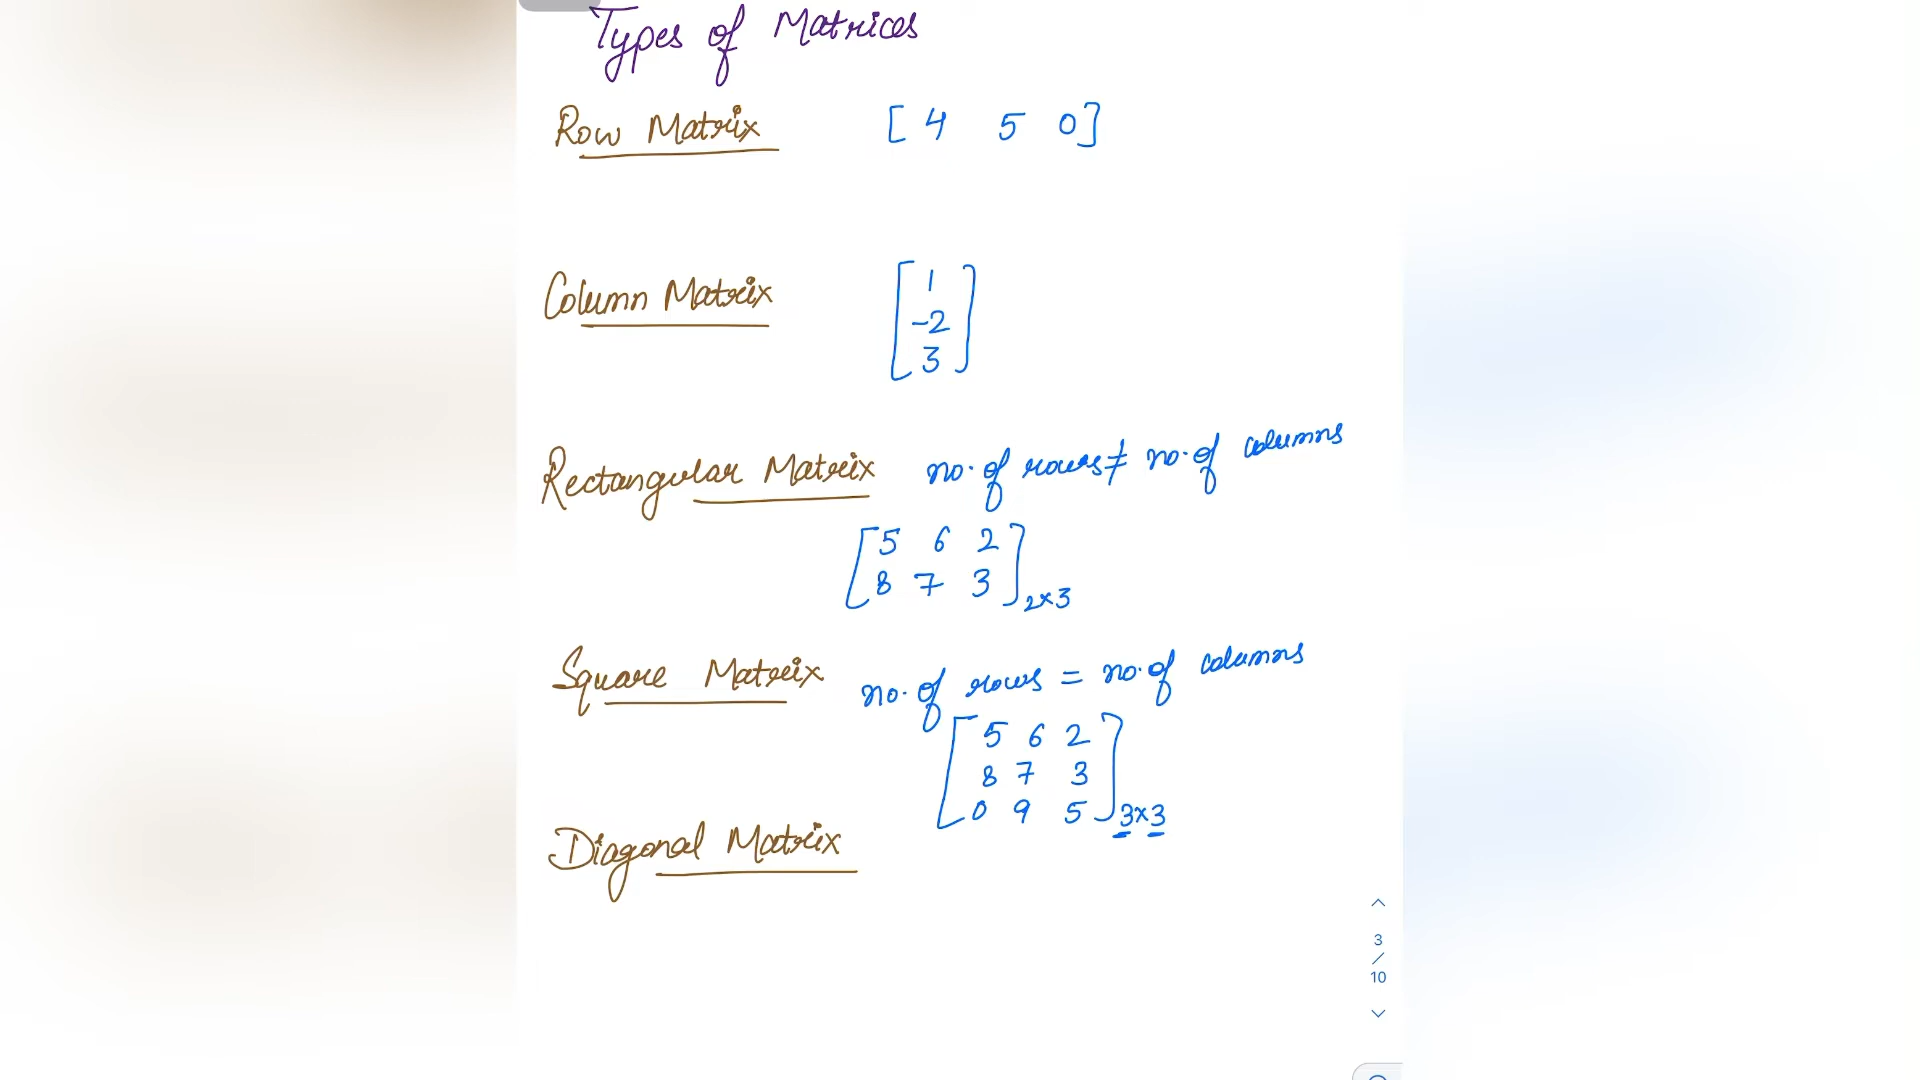 Types of Matrices
Row Matrix [ 4 5 0 ]
Column Matrix
1
-2
3
Rectangular Matrix no. of rows ≠ no. of columns
5 6 2
8 7 3
2×3
Square Matrix no. of rows = no. of columns
5 6 2
8 7 3
0 9 5
3×3
Diagonal Matrix
3
/
10